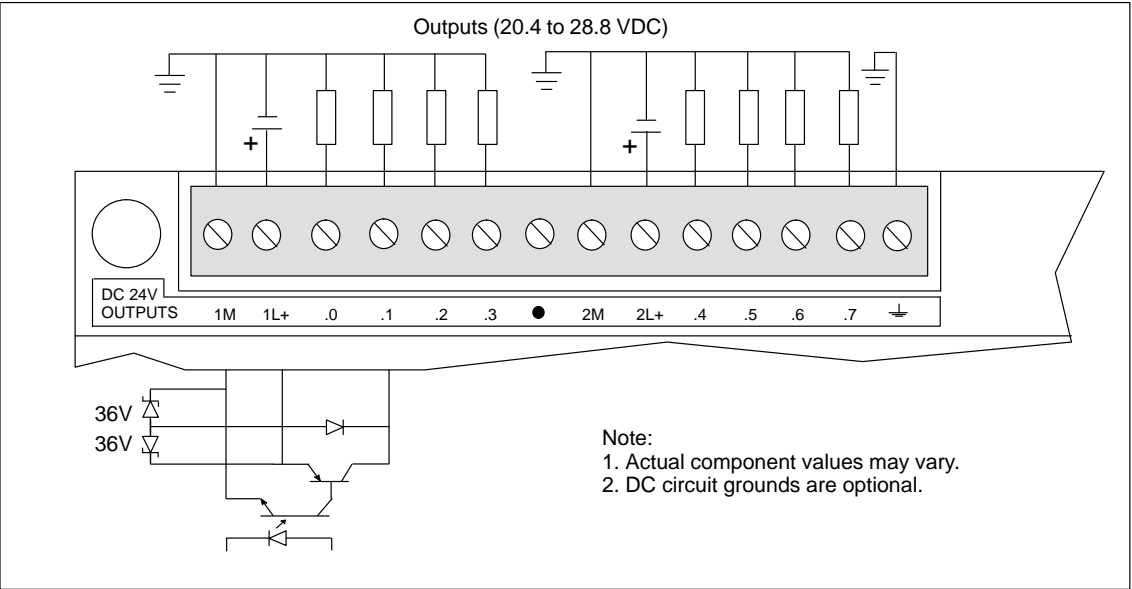 Outputs (20.4 to 28.8 VDC)
+
+
DC 24V
OUTPUTS
1M 1L+ .0 .1 .2 .3 ● 2M 2L+ .4 .5 .6 .7
36V
36V
Note:
1. Actual component values may vary.
2. DC circuit grounds are optional.